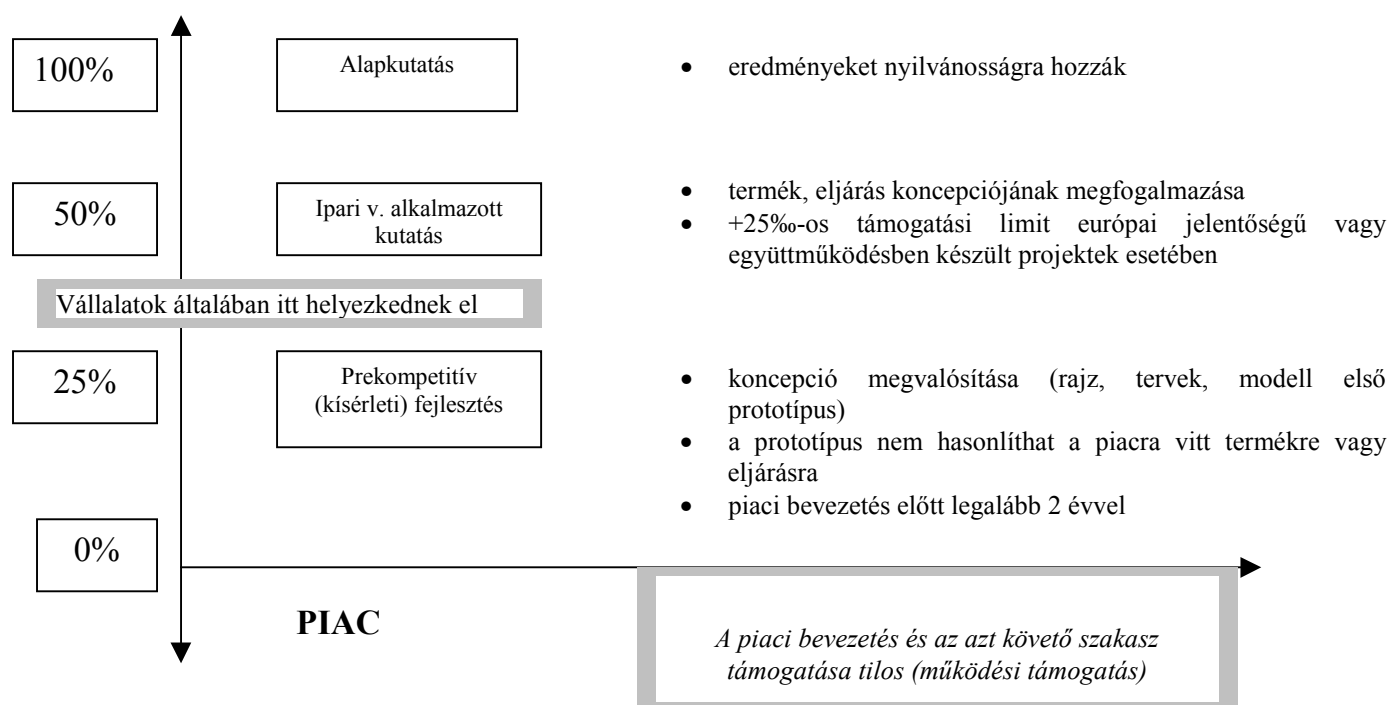 100%
Alapkutatás
• eredményeket nyilvánosságra hozzák
50%
Ipari v. alkalmazott
kutatás
• termék, eljárás koncepciójának megfogalmazása
• +25‰-os támogatási limit európai jelentőségű vagy
együttműködésben készült projektek esetében
Vállalatok általában itt helyezkednek el
25%
Prekompetitív
(kísérleti) fejlesztés
• koncepció megvalósítása (rajz, tervek, modell első
prototípus)
• a prototípus nem hasonlíthat a piacra vitt termékre vagy
eljárásra
• piaci bevezetés előtt legalább 2 évvel
0%
PIAC
A piaci bevezetés és az azt követő szakasz
támogatása tilos (működési támogatás)